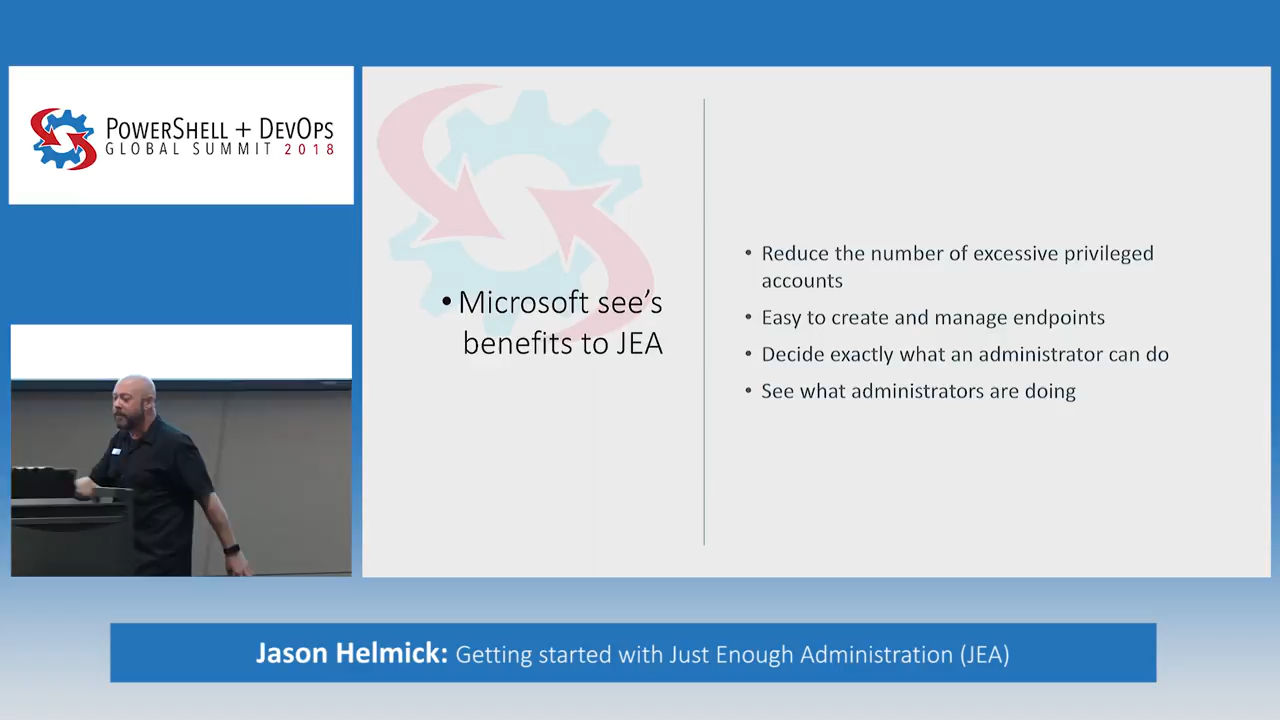 POWERSHELL + DEVOPS
GLOBAL SUMMIT 2018
• Microsoft see's
benefits to JEA
• Reduce the number of excessive privileged
accounts
• Easy to create and manage endpoints
• Decide exactly what an administrator can do
• See what administrators are doing
Jason Helmick: Getting started with Just Enough Administration (JEA)